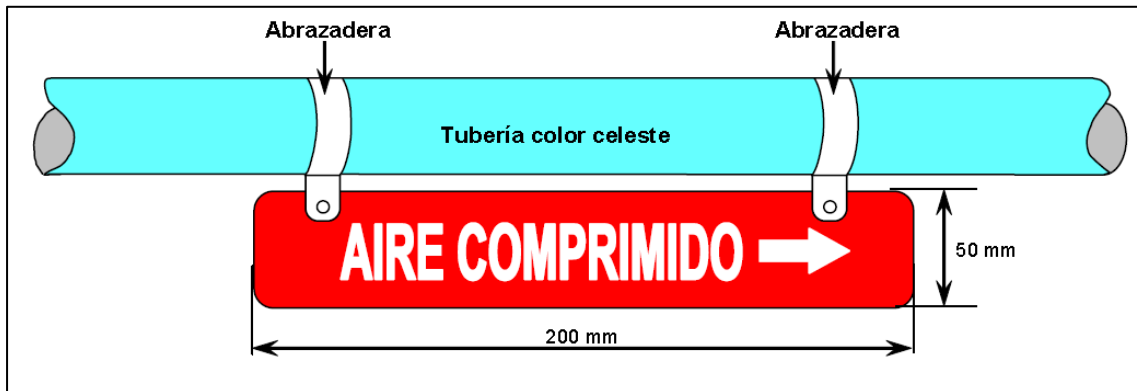 Abrazadera
Abrazadera
Tubería color celeste
AIRE COMPRIMIDO
50 mm
200 mm